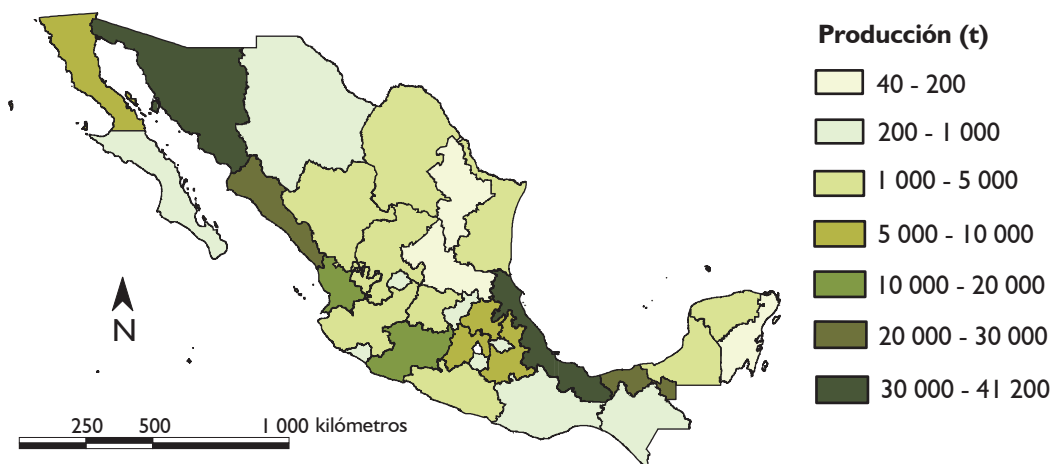 Producción (t)
40 - 200
200 - 1 000
1 000 - 5 000
5 000 - 10 000
10 000 - 20 000
20 000 - 30 000
30 000 - 41 200
N
250 500 1 000 kilómetros